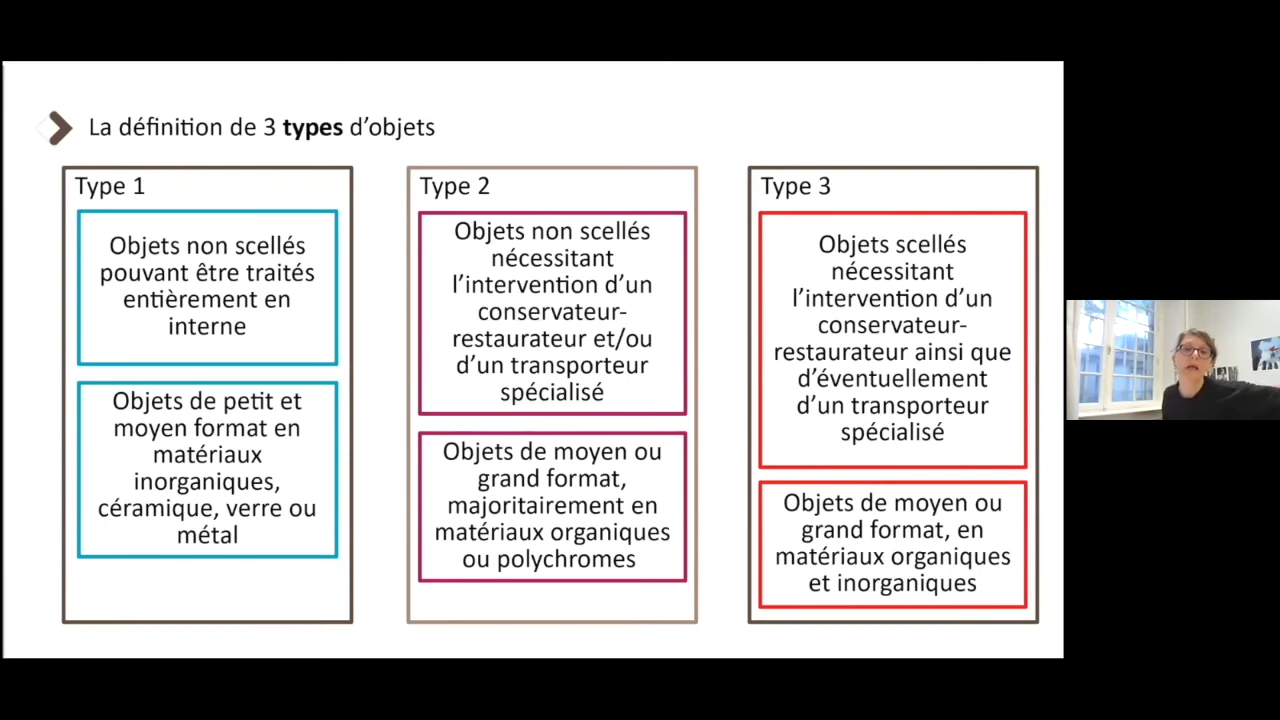 La définition de 3 types d'objets
Type 1
Objets non scellés
pouvant être traités
entièrement en
interne
Objets de petit et
moyen format en
matériaux
inorganiques,
céramique, verre ou
métal
Type 2
Objets non scellés
nécessitant
l'intervention d'un
conservateur-
restaurateur et/ou
d'un transporteur
spécialisé
Objets de moyen ou
grand format,
majoritairement en
matériaux organiques
ou polychromes
Type 3
Objets scellés
nécessitant
l'intervention d'un
conservateur-
restaurateur ainsi que
d'éventuellement
d'un transporteur
spécialisé
Objets de moyen ou
grand format, en
matériaux organiques
et inorganiques